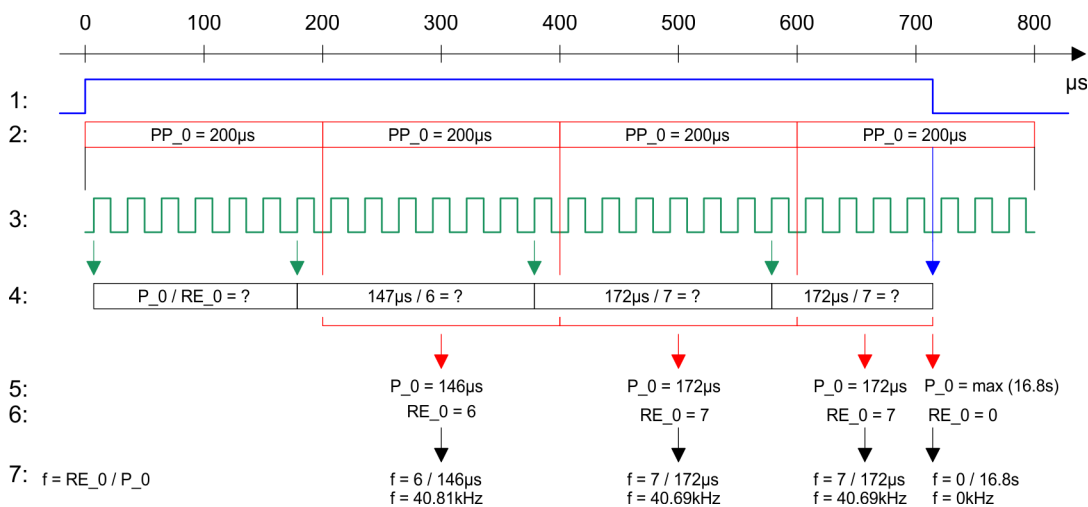 0 100 200 300 400 500 600 700 800
µs
1:
2: PP_0 = 200µs PP_0 = 200µs PP_0 = 200µs PP_0 = 200µs
3:
4: P_0 / RE_0 = ? 147µs / 6 = ? 172µs / 7 = ? 172µs / 7 = ?
5: P_0 = 146µs P_0 = 172µs P_0 = 172µs P_0 = max (16.8s)
6: RE_0 = 6 RE_0 = 7 RE_0 = 7 RE_0 = 0
7: f = RE_0 / P_0 f = 6 / 146µs f = 7 / 172µs f = 7 / 172µs f = 0 / 16.8s
f = 40.81kHz f = 40.69kHz f = 40.69kHz f = 0kHz